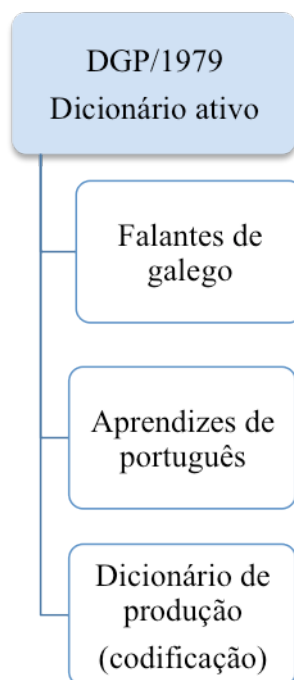 DGP/1979
Dicionário ativo
Falantes de
galego
Aprendizes de
português
Dicionário de
produção
(codificação)